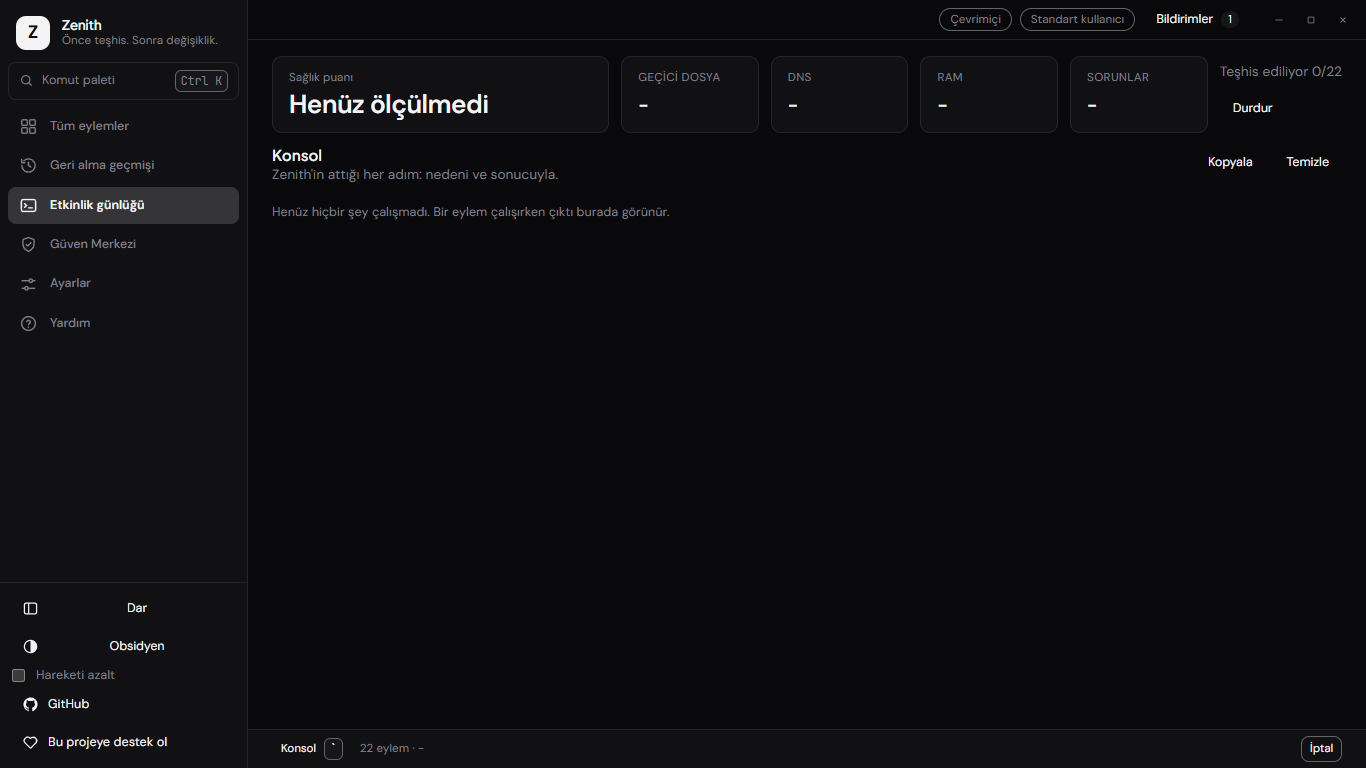 Z
Zenith
Önce teşhis. Sonra değişiklik.
Komut paleti
Ctrl K
Tüm eylemler
Geri alma geçmişi
Etkinlik günlüğü
Güven Merkezi
Ayarlar
Yardım
Dar
Obsidyen
Hareketi azalt
GitHub
Bu projeye destek ol
Çevrimiçi
Standart kullanıcı
Bildirimler 1
Sağlık puanı
Henüz ölçülmedi
GEÇİCİ DOSYA
-
DNS
-
RAM
-
SORUNLAR
-
Teşhis ediliyor 0/22
Durdur
Konsol
Zenith'in attığı her adım: nedeni ve sonucuyla.
Kopyala
Temizle
Henüz hiçbir şey çalışmadı. Bir eylem çalışırken çıktı burada görünür.
Konsol `
22 eylem · -
İptal